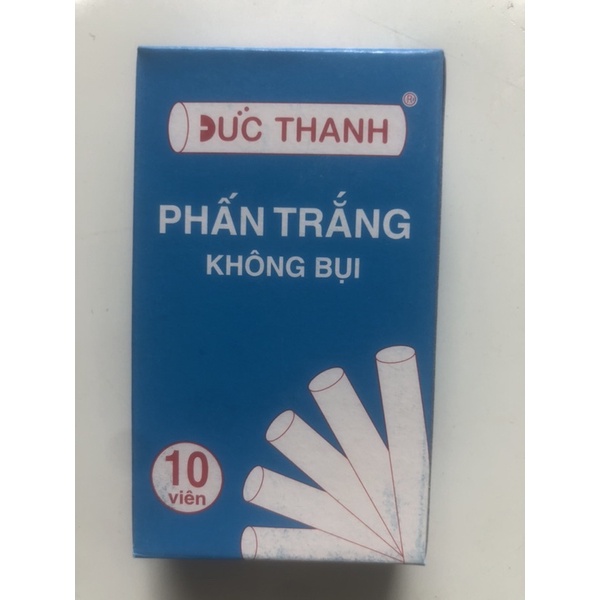 ĐỨC THANH®
PHẤN TRẮNG
KHÔNG BỤI
10
viên